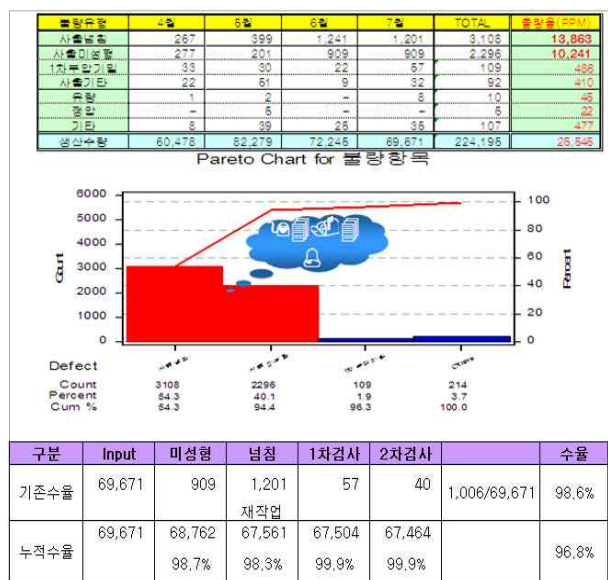 불량유형 4월 5월 6월 7월 TOTAL 불량율(PPM)
사출넘침 267 399 1,241 1,201 3,108 13,863
사출미성형 277 201 909 909 2,296 10,241
1차부압기밀 33 30 22 57 109 486
사출기타 22 51 9 32 92 410
유량 1 2 – 8 10 45
정압 – 5 – – 5 22
기타 8 39 25 35 107 477
생산수량 60,478 82,279 72,245 69,671 224,195 25,545
Pareto Chart for 불량항목
6000
5000
4000
3000
2000
1000
0
Count
100
80
60
40
20
0
Percent
Defect Others
Count 3108 2296 109 214
Percent 54.3 40.1 1.9 3.7
Cum % 54.3 94.4 96.3 100.0
구분 Input 미성형 넘침 1차검사 2차검사 수율
기존수율 69,671 909 1,201 57 40 1,006/69,671 98.6%
재작업
누적수율 69,671 68,762 67,561 67,504 67,464 96.8%
98.7% 98.3% 99.9% 99.9%